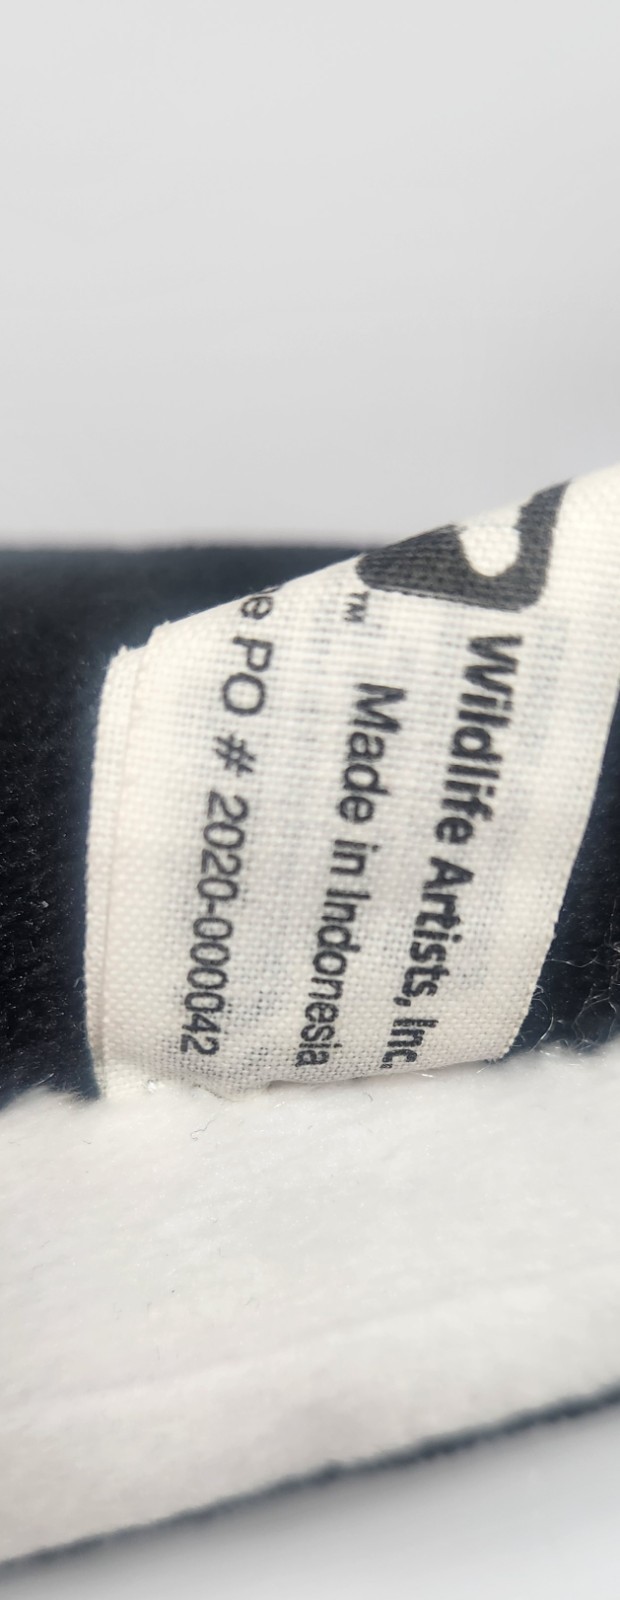 Wildlife Artists, Inc.
™ Made in Indonesia
PO # 2020-000042